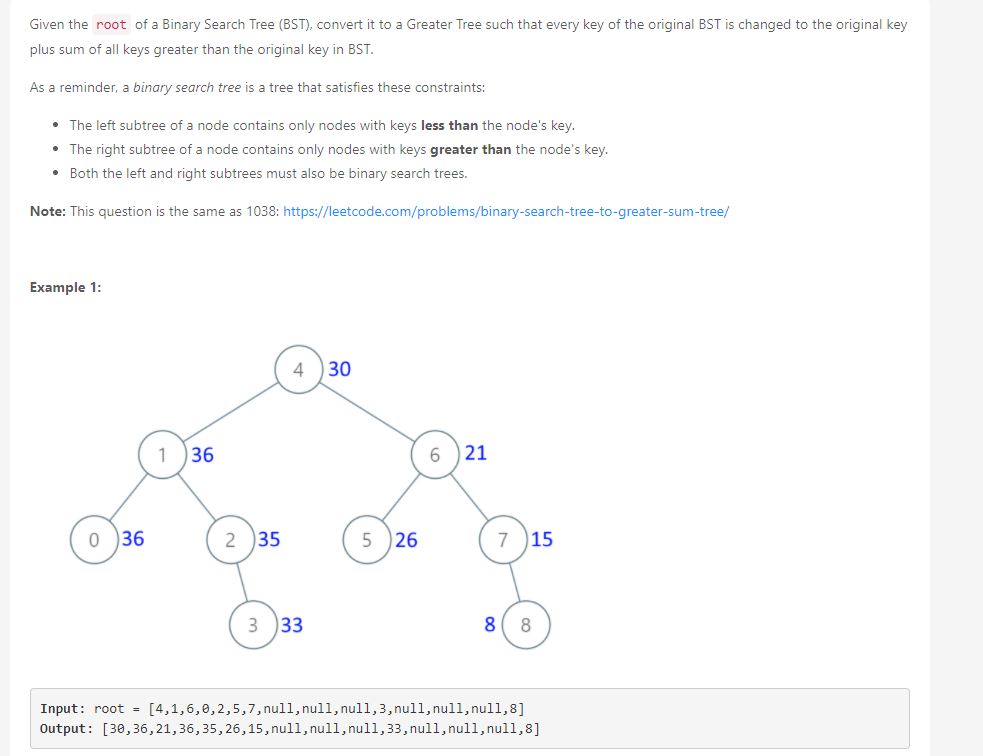 Given the root of a Binary Search Tree (BST), convert it to a Greater Tree such that every key of the original BST is changed to the original key
plus sum of all keys greater than the original key in BST.
As a reminder, a binary search tree is a tree that satisfies these constraints:
• The left subtree of a node contains only nodes with keys less than the node's key.
• The right subtree of a node contains only nodes with keys greater than the node's key.
• Both the left and right subtrees must also be binary search trees.
Note: This question is the same as 1038: https://leetcode.com/problems/binary-search-tree-to-greater-sum-tree/
Example 1:
4 30
1 36 6 21
0 36 2 35 5 26 7 15
3 33 8 8
Input: root = [4,1,6,0,2,5,7,null,null,null,3,null,null,null,8]
Output: [30,36,21,36,35,26,15,null,null,null,33,null,null,null,8]